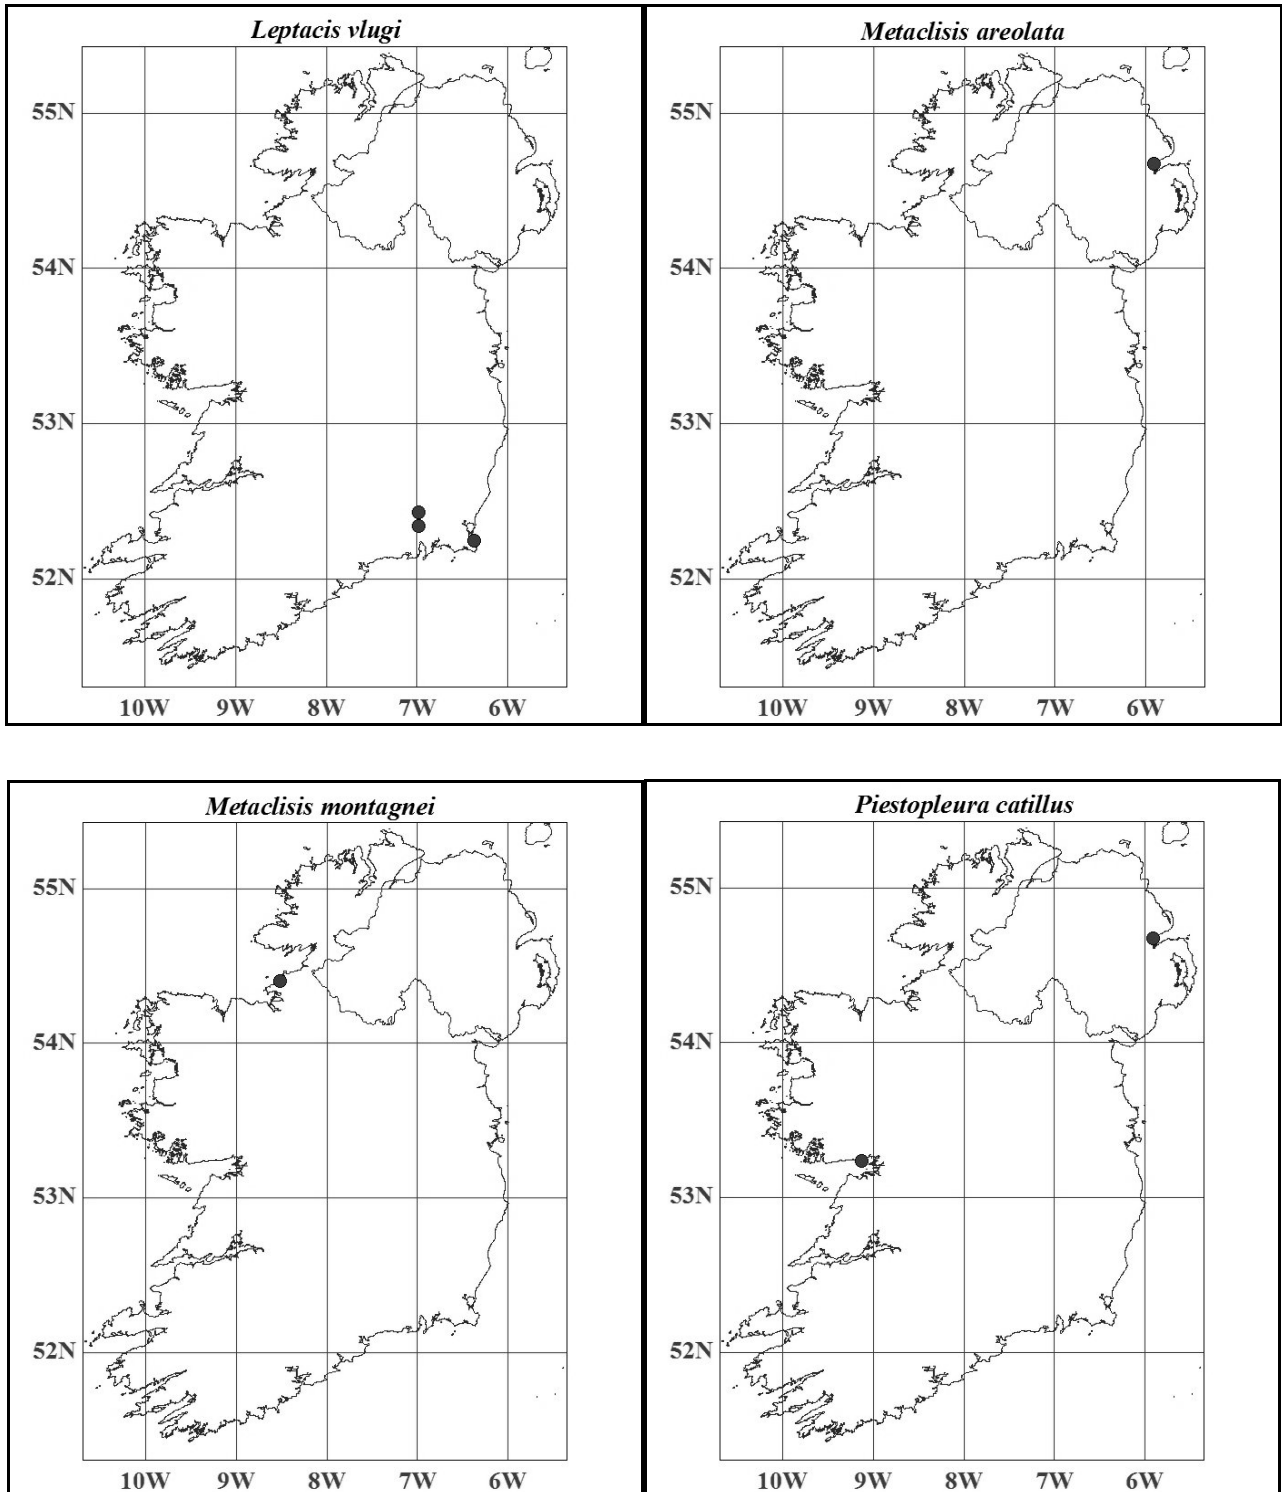 Leptacis vlugi
55N
54N
53N
52N
10W 9W 8W 7W 6W
Metaclisis areolata
55N
54N
53N
52N
10W 9W 8W 7W 6W
Metaclisis montagnei
55N
54N
53N
52N
10W 9W 8W 7W 6W
Piestopleura catillus
55N
54N
53N
52N
10W 9W 8W 7W 6W